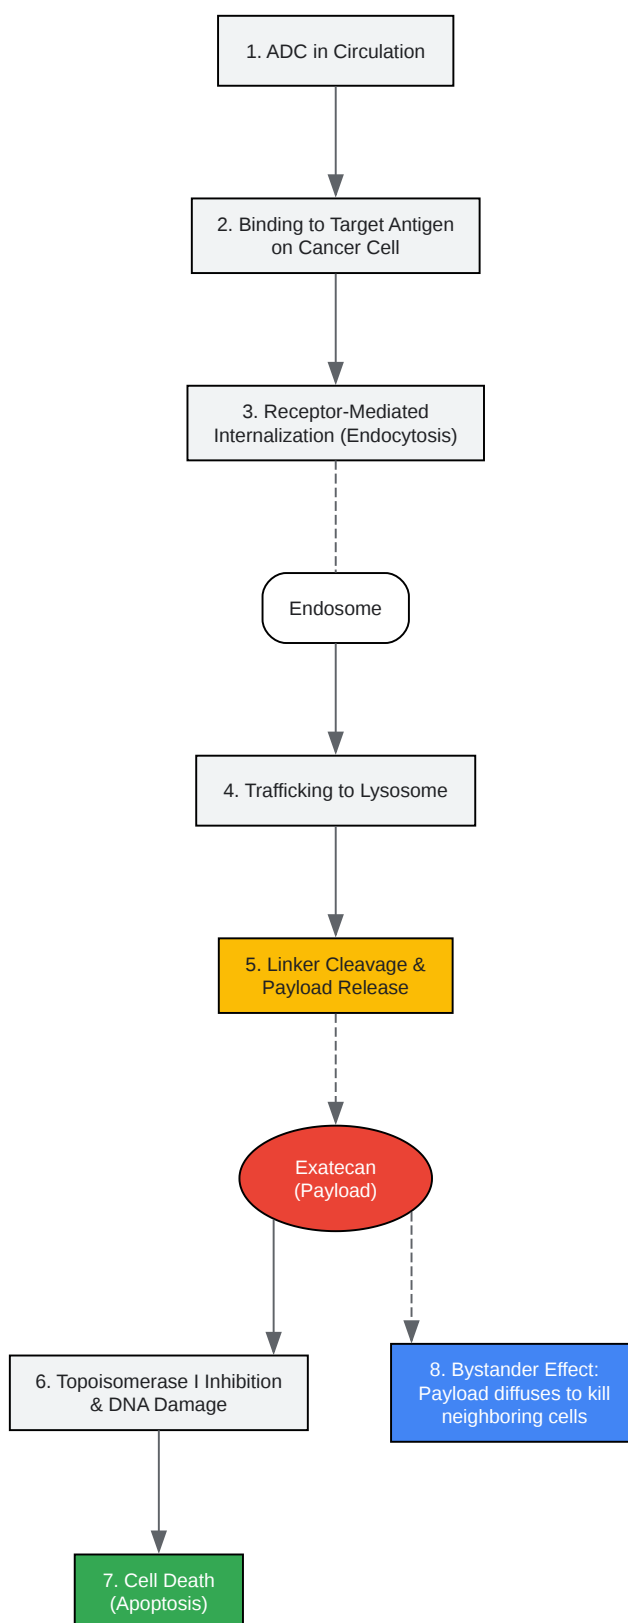 1. ADC in Circulation
2. Binding to Target Antigen
on Cancer Cell
3. Receptor-Mediated
Internalization (Endocytosis)
Endosome
4. Trafficking to Lysosome
5. Linker Cleavage &
Payload Release
Exatecan
(Payload)
6. Topoisomerase I Inhibition
& DNA Damage
8. Bystander Effect:
Payload diffuses to kill
neighboring cells
7. Cell Death
(Apoptosis)